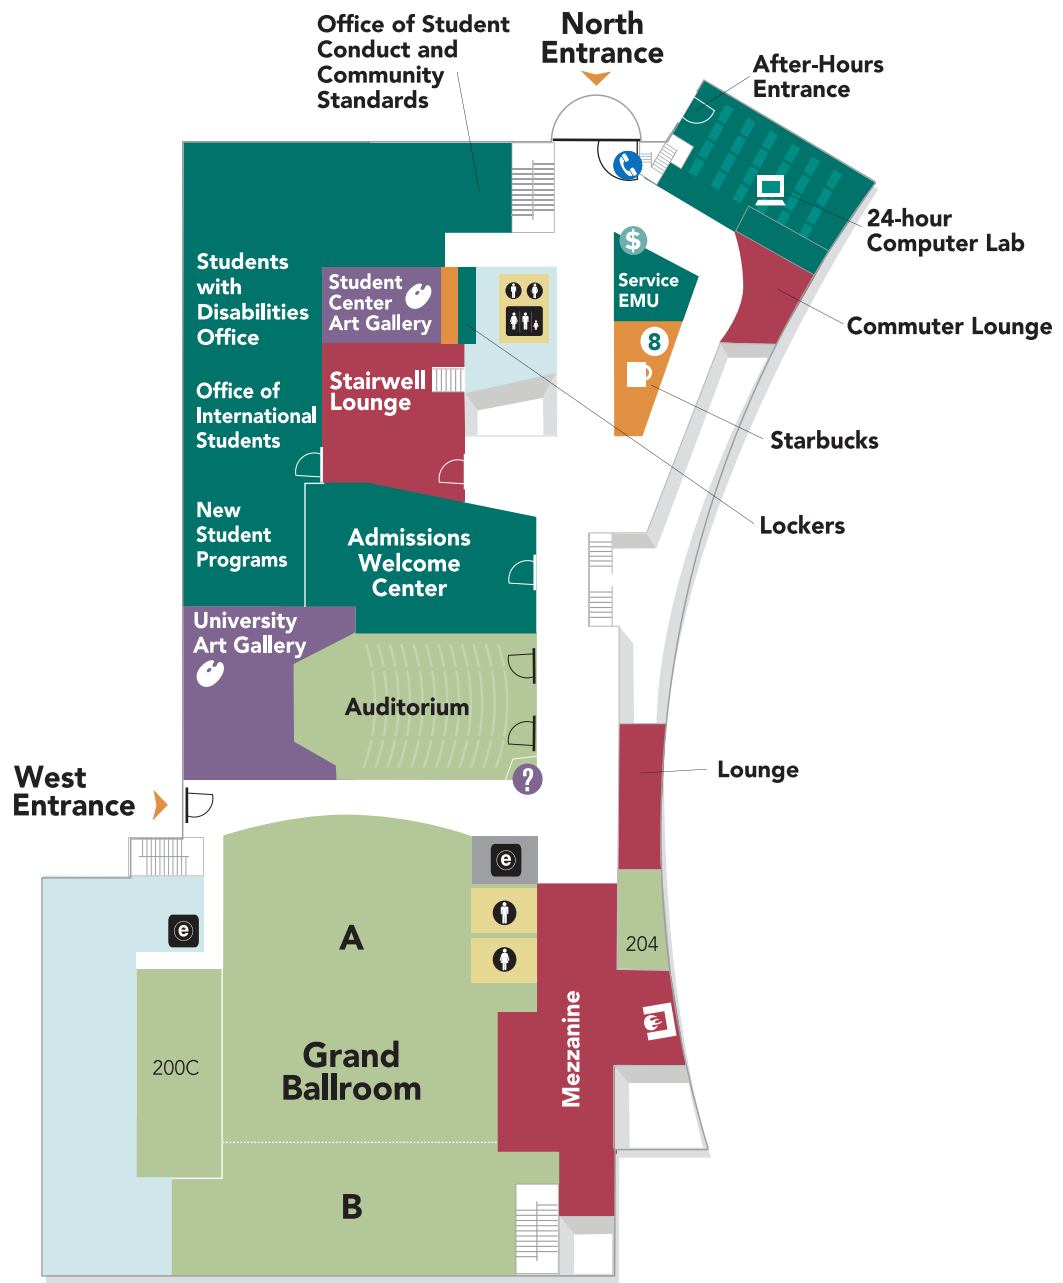 Office of Student
Conduct and
Community
Standards
North
Entrance
After-Hours
Entrance
24-hour
Computer Lab
$
Service
EMU
Students
with
Disabilities
Office
Student
Center
Art Gallery
Commuter Lounge
8
Stairwell
Lounge
Office of
International
Students
Starbucks
Lockers
New
Student
Programs
Admissions
Welcome
Center
University
Art Gallery
Auditorium
?
Lounge
West
Entrance
e
e
A
204
Mezzanine
200C
Grand
Ballroom
B